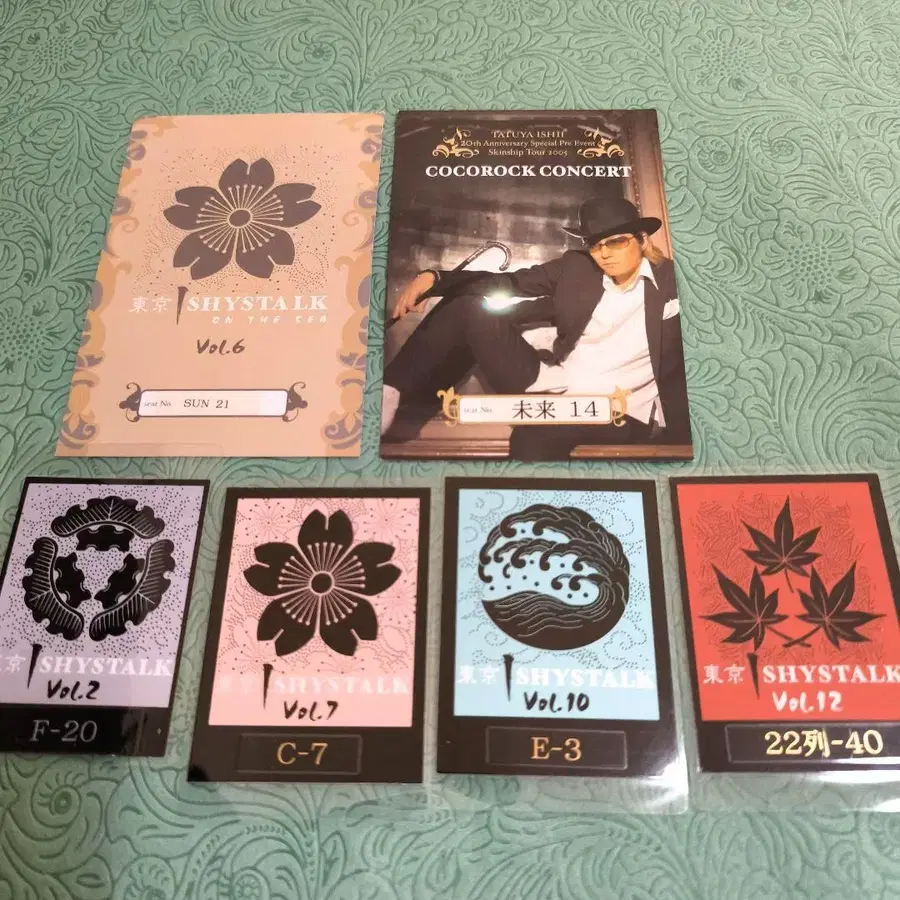 東京 SHYSTALK
ON THE SEA
Vol.6
seat No. SUN 21
TATUYA ISHII
20th Anniversary Special Pre Event
Skinship Tour 2005
COCOROCK CONCERT
seat No. 未来 14
東京 SHYSTALK
Vol.2
F-20
東京 SHYSTALK
Vol.7
C-7
東京 SHYSTALK
Vol.10
E-3
東京 SHYSTALK
Vol.12
22列-40